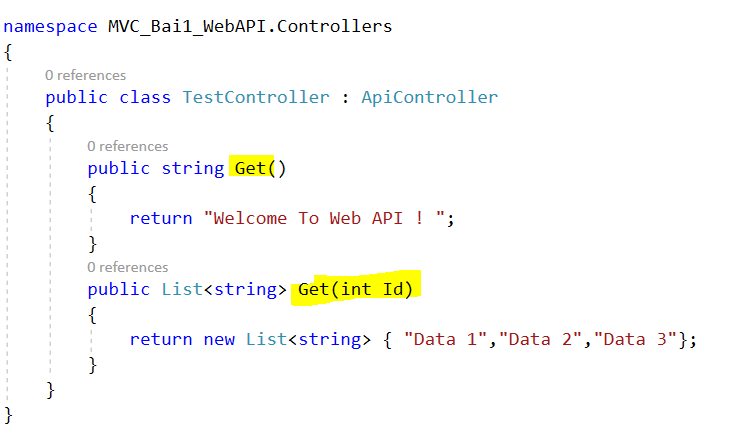 namespace MVC_Bai1_WebAPI.Controllers
{
0 references
public class TestController : ApiController
{
0 references
public string Get()
{
return "Welcome To Web API ! ";
}
0 references
public List<string> Get(int Id)
{
return new List<string> { "Data 1","Data 2","Data 3"};
}
}
}